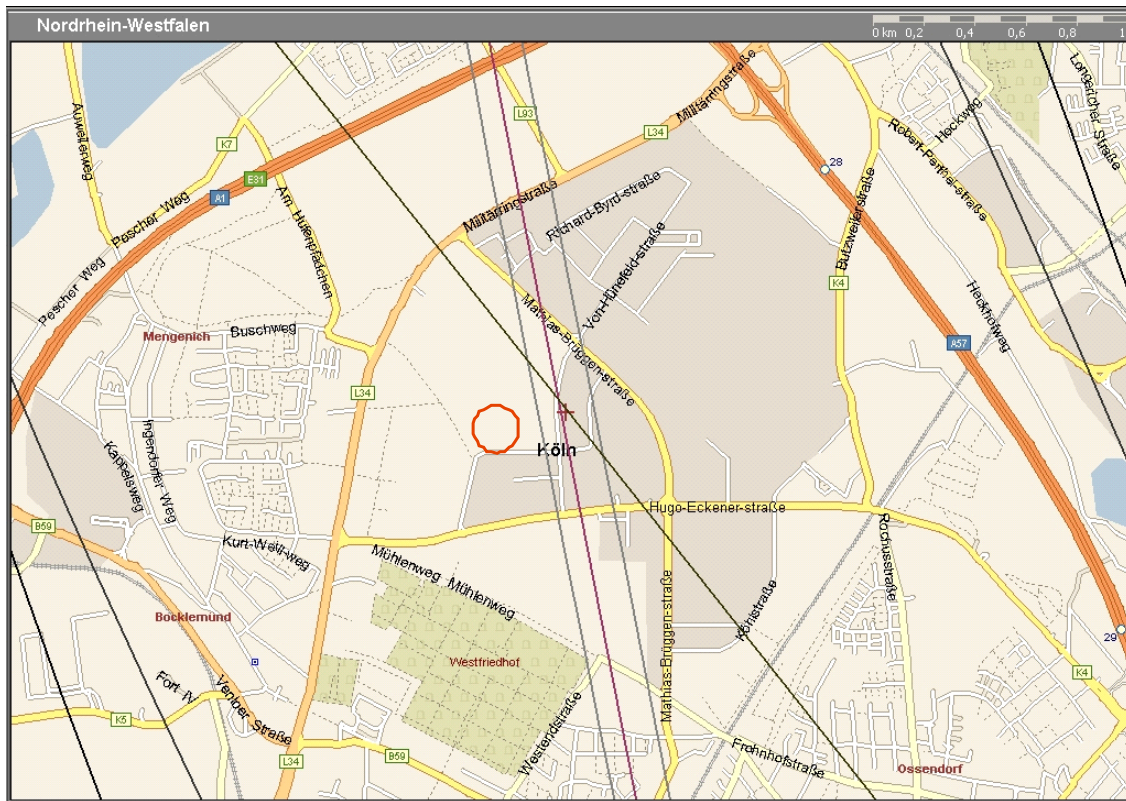 Nordrhein-Westfalen
0 km 0,2 0,4 0,6 0,8 1
Auweilerweg
K7
L93
Militärringstraße
L34
28
Heckweg
Robert-Perthel-straße
Longericher Straße
E31
A1
Pescher Weg
Am Hufenpfädchen
Militärringstraße
Richard-Byrd-straße
Butzweilerstraße
Von-Hünefeld-straße
Pescher Weg
K4
Heckhofweg
Mengenich
Buschweg
Mathias-Brüggen-straße
A57
L34
Ingendorfer Weg
Kappelsweg
Köln
B59
Hugo-Eckener-straße
Kurt-Weill-weg
Mühlenweg
Mühlenweg
Rochusstraße
Bocklemünd
Mathias-Brüggen-straße
Köhlstraße
29
Westfriedhof
K4
Fort IV
K5
Venloer Straße
L34
B59
Westendstraße
Frohnhofstraße
Ossendorf